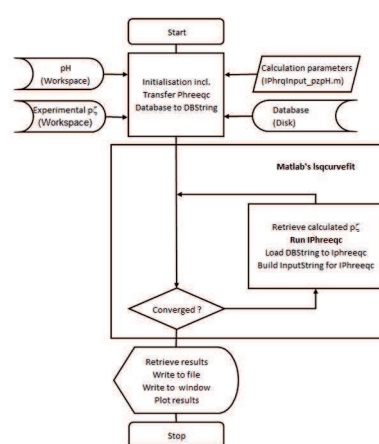 Start
pH
(Workspace)
Experimental pζ
(Workspace)
Initialisation incl.
Transfer Phreeqc
Database to DBString
Calculation parameters
(IPhrqInput_pzpH.m)
Database
(Disk)
Matlab's lsqcurvefit
Retrieve calculated pζ
Run IPhreeqc
Load DBString to Iphreeqc
Build InputString for IPhreeqc
Converged ?
Retrieve results
Write to file
Write to window
Plot results
Stop